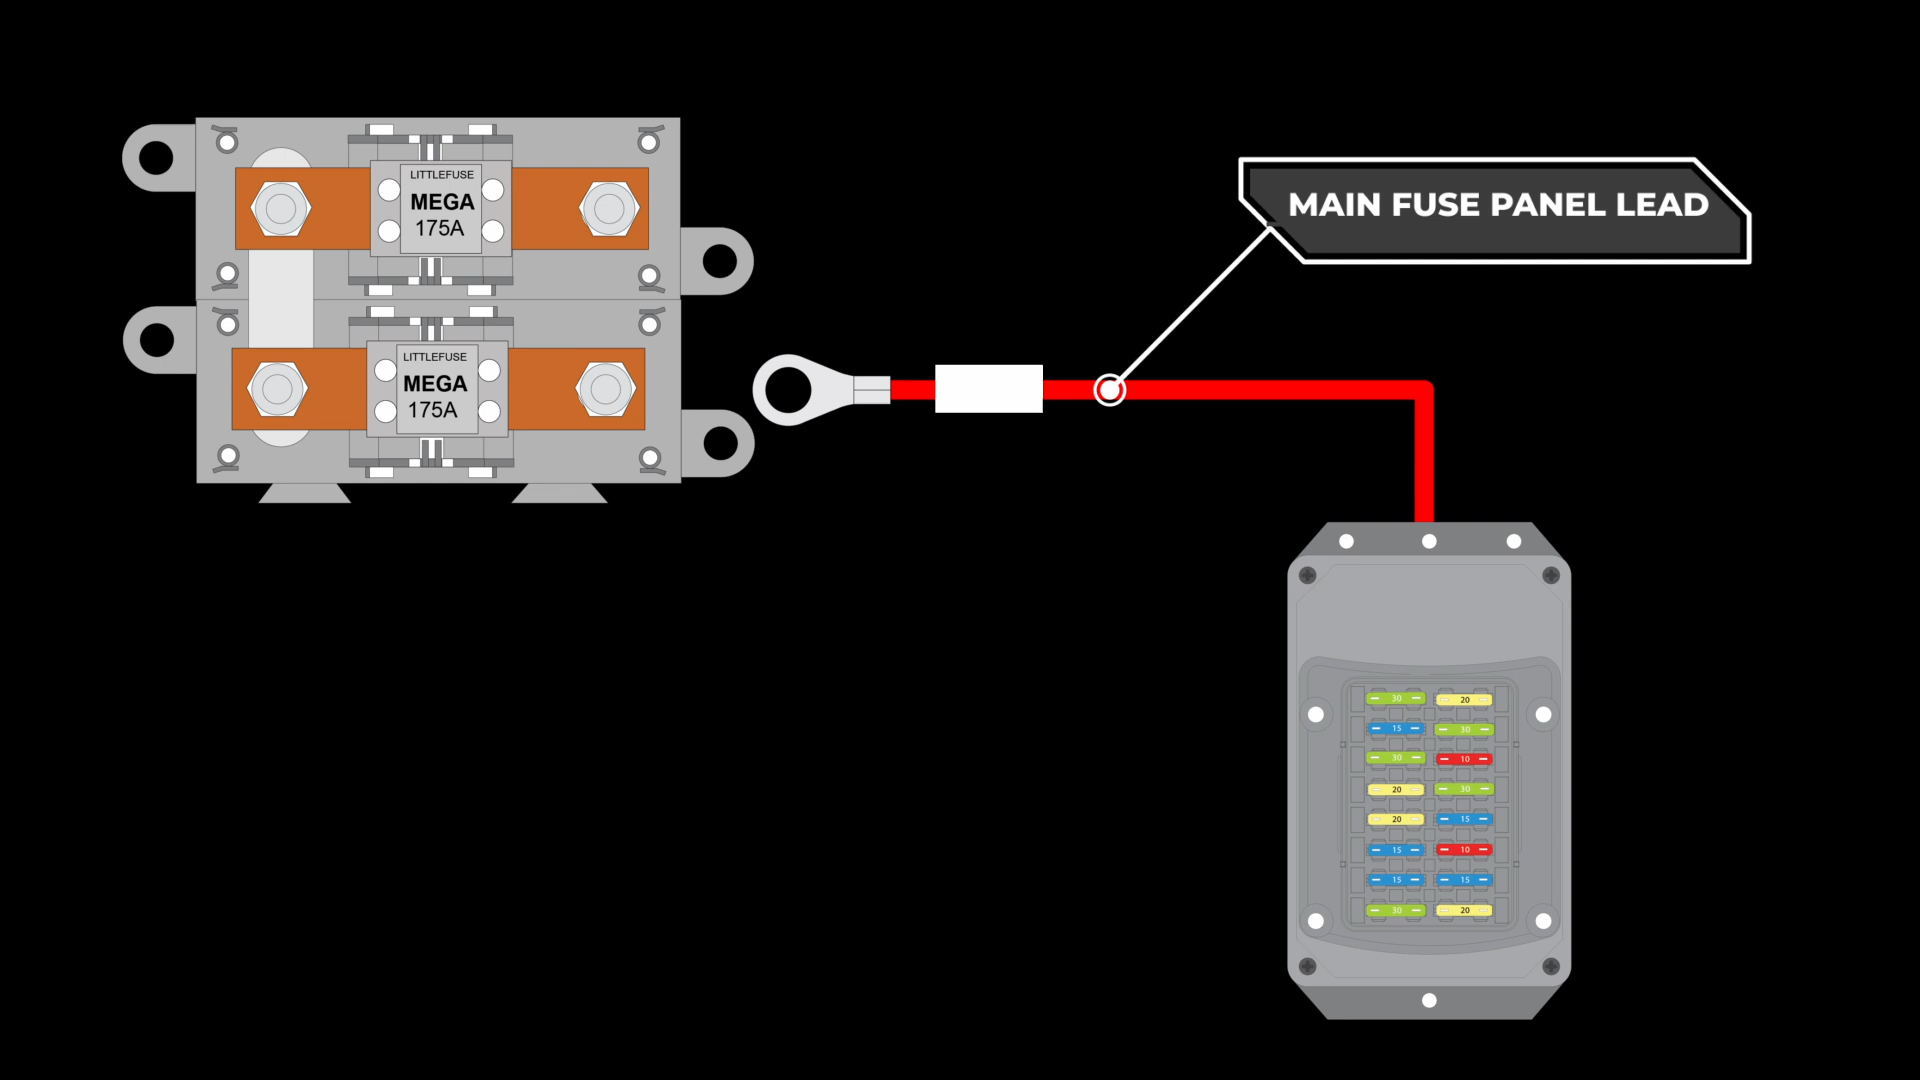 LITTLEFUSE
MEGA
175A
LITTLEFUSE
MEGA
175A
MAIN FUSE PANEL LEAD
30 20
15 30
30 10
20 30
20 15
15 10
15 15
30 20